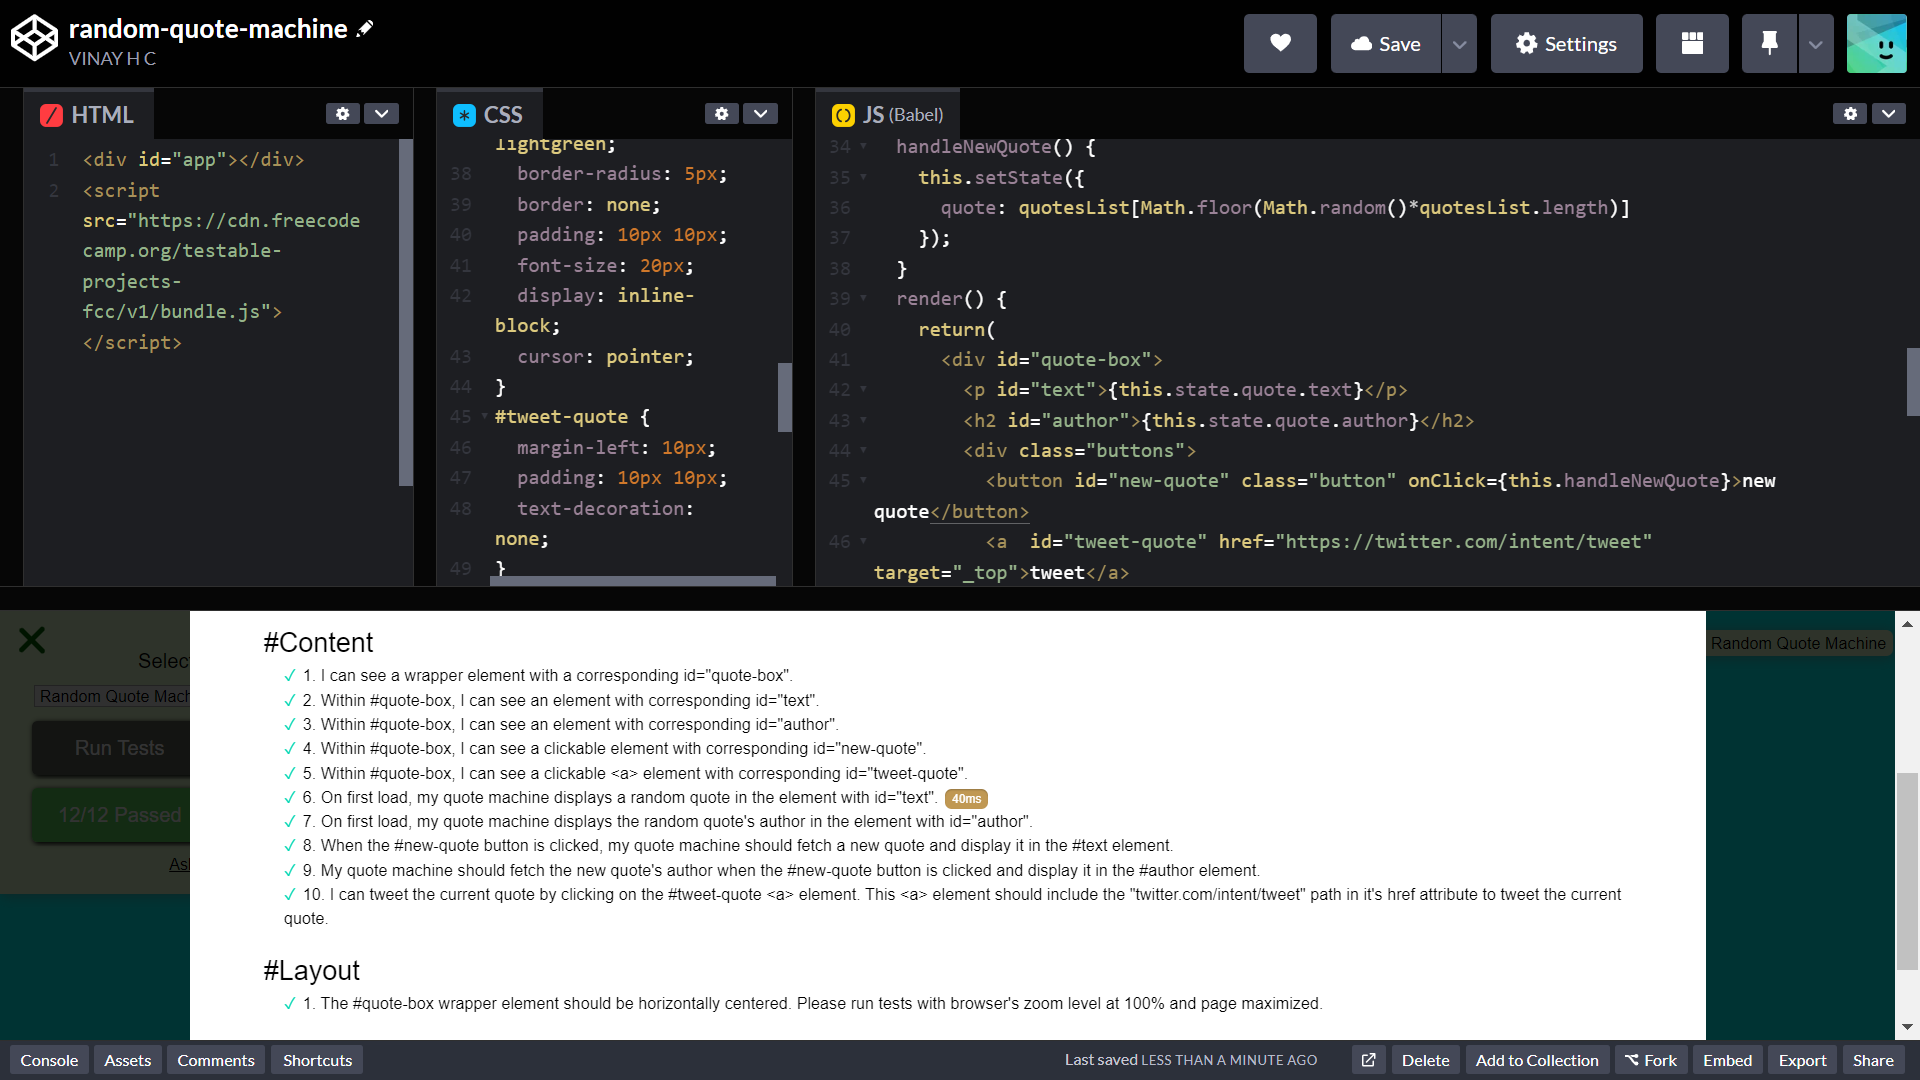 random-quote-machine
VINAY H C
Save
Settings
HTML
1 <div id="app"></div>
2 <script
src="https://cdn.freecode
camp.org/testable-
projects-
fcc/v1/bundle.js">
</script>
CSS
lightgreen;
38 border-radius: 5px;
39 border: none;
40 padding: 10px 10px;
41 font-size: 20px;
42 display: inline-
block;
43 cursor: pointer;
44 }
45 #tweet-quote {
46 margin-left: 10px;
47 padding: 10px 10px;
48 text-decoration:
none;
49 }
JS (Babel)
34 handleNewQuote() {
35 this.setState({
36 quote: quotesList[Math.floor(Math.random()*quotesList.length)]
37 });
38 }
39 render() {
40 return(
41 <div id="quote-box">
42 <p id="text">{this.state.quote.text}</p>
43 <h2 id="author">{this.state.quote.author}</h2>
44 <div class="buttons">
45 <button id="new-quote" class="button" onClick={this.handleNewQuote}>new
quote</button>
46 <a  id="tweet-quote" href="https://twitter.com/intent/tweet"
target="_top">tweet</a>
Selec
Random Quote Mach
Run Tests
12/12 Passed
Random Quote Machine
#Content
✓ 1. I can see a wrapper element with a corresponding id="quote-box".
✓ 2. Within #quote-box, I can see an element with corresponding id="text".
✓ 3. Within #quote-box, I can see an element with corresponding id="author".
✓ 4. Within #quote-box, I can see a clickable element with corresponding id="new-quote".
✓ 5. Within #quote-box, I can see a clickable <a> element with corresponding id="tweet-quote".
✓ 6. On first load, my quote machine displays a random quote in the element with id="text". 40ms
✓ 7. On first load, my quote machine displays the random quote's author in the element with id="author".
✓ 8. When the #new-quote button is clicked, my quote machine should fetch a new quote and display it in the #text element.
✓ 9. My quote machine should fetch the new quote's author when the #new-quote button is clicked and display it in the #author element.
✓ 10. I can tweet the current quote by clicking on the #tweet-quote <a> element. This <a> element should include the "twitter.com/intent/tweet" path in it's href attribute to tweet the current
quote.
#Layout
✓ 1. The #quote-box wrapper element should be horizontally centered. Please run tests with browser's zoom level at 100% and page maximized.
Console
Assets
Comments
Shortcuts
Last saved LESS THAN A MINUTE AGO
Delete
Add to Collection
Fork
Embed
Export
Share